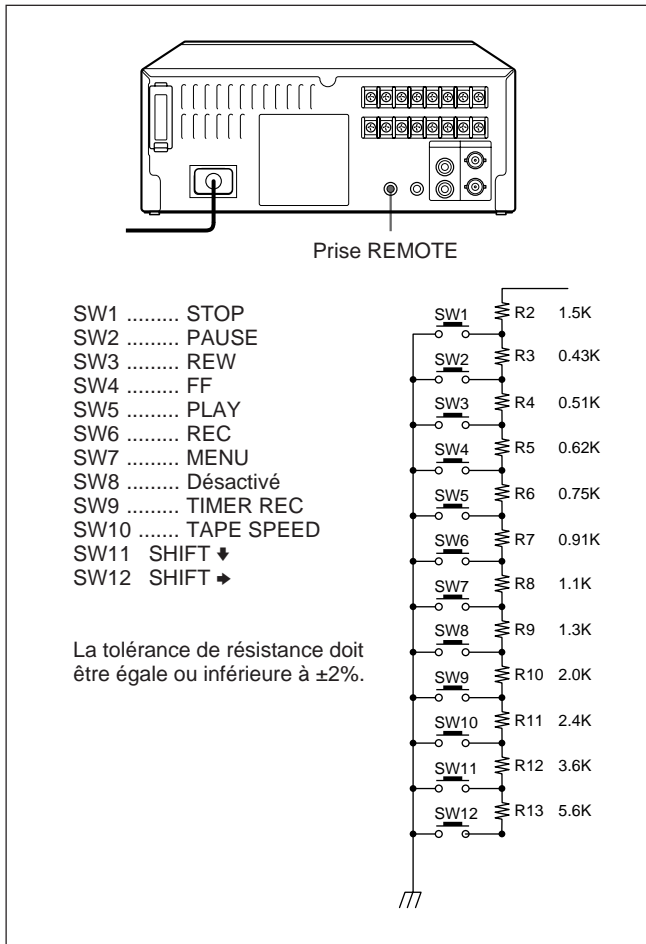 Prise REMOTE
SW1 ......... STOP
SW2 ......... PAUSE
SW3 ......... REW
SW4 ......... FF
SW5 ......... PLAY
SW6 ......... REC
SW7 ......... MENU
SW8 ......... Désactivé
SW9 ......... TIMER REC
SW10 ....... TAPE SPEED
SW11 SHIFT
SW12 SHIFT
La tolérance de résistance doit
être égale ou inférieure à ±2%.
SW1 R2 1.5K
SW2 R3 0.43K
SW3 R4 0.51K
SW4 R5 0.62K
SW5 R6 0.75K
SW6 R7 0.91K
SW7 R8 1.1K
SW8 R9 1.3K
SW9 R10 2.0K
SW10 R11 2.4K
SW11 R12 3.6K
SW12 R13 5.6K